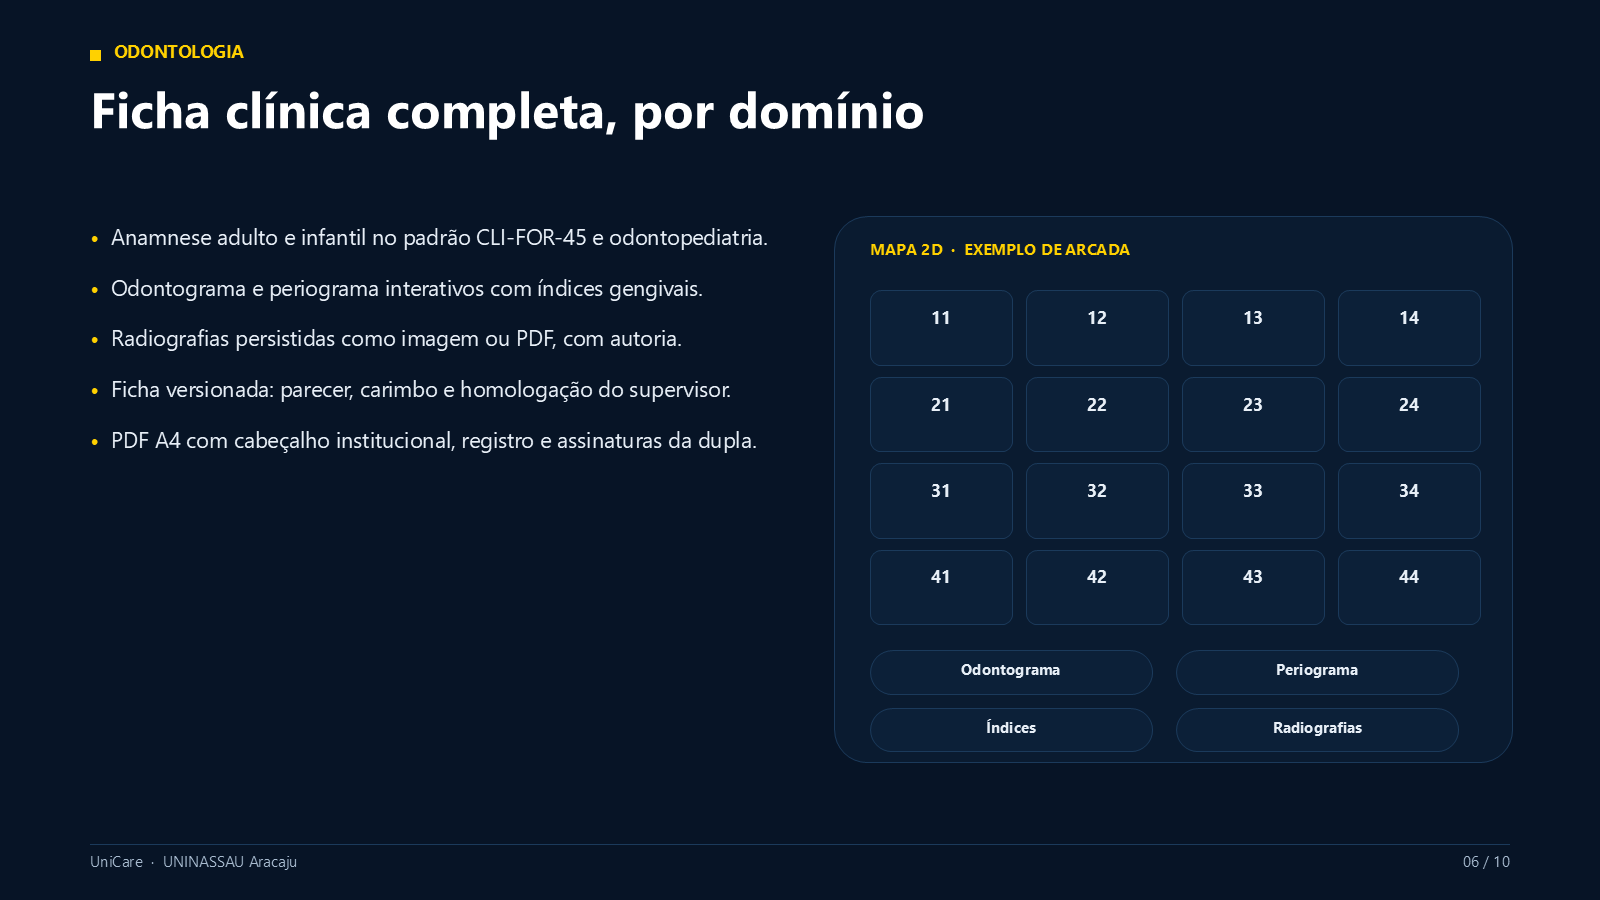 ODONTOLOGIA
Ficha clínica completa, por domínio
• Anamnese adulto e infantil no padrão CLI-FOR-45 e odontopediatria.
• Odontograma e periograma interativos com índices gengivais.
• Radiografias persistidas como imagem ou PDF, com autoria.
• Ficha versionada: parecer, carimbo e homologação do supervisor.
• PDF A4 com cabeçalho institucional, registro e assinaturas da dupla.
MAPA 2D · EXEMPLO DE ARCADA
11 12 13 14
21 22 23 24
31 32 33 34
41 42 43 44
Odontograma Periograma
Índices Radiografias
UniCare · UNINASSAU Aracaju
06 / 10